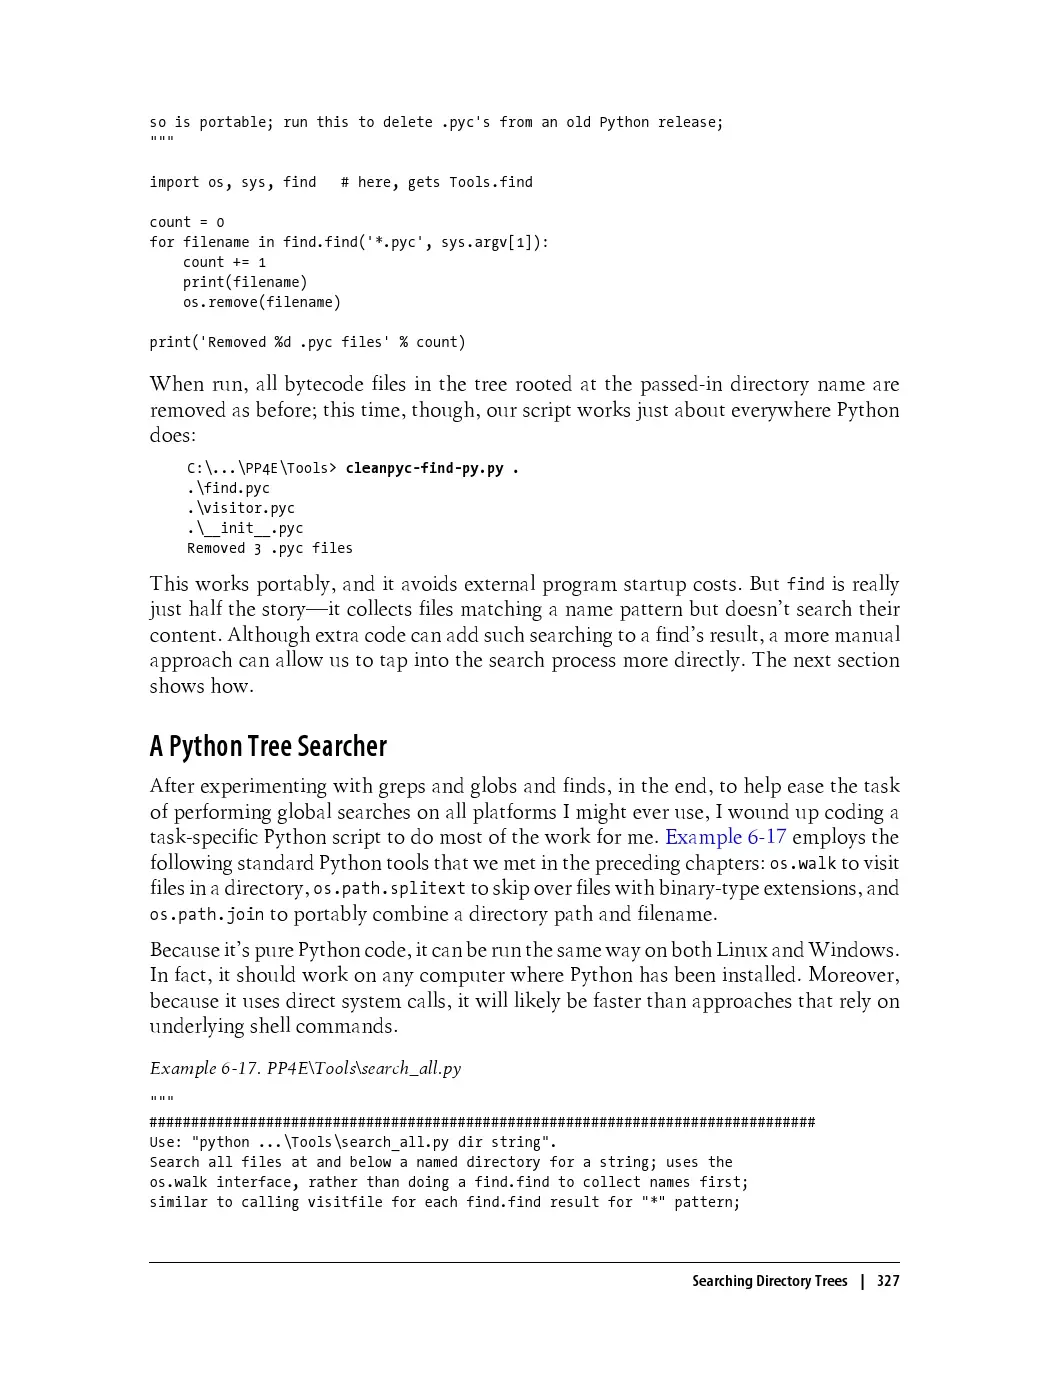 so is portable; run this to delete .pyc's from an old Python release;
"""
import os, sys, find   # here, gets Tools.find
count = 0
for filename in find.find('*.pyc', sys.argv[1]):
    count += 1
    print(filename)
    os.remove(filename)
print('Removed %d .pyc files' % count)
When run, all bytecode files in the tree rooted at the passed-in directory name are
removed as before; this time, though, our script works just about everywhere Python
does:
C:\...\PP4E\Tools> cleanpyc-find-py.py .
.\find.pyc
.\visitor.pyc
.\__init__.pyc
Removed 3 .pyc files
This works portably, and it avoids external program startup costs. But find is really
just half the story—it collects files matching a name pattern but doesn’t search their
content. Although extra code can add such searching to a find’s result, a more manual
approach can allow us to tap into the search process more directly. The next section
shows how.
A Python Tree Searcher
After experimenting with greps and globs and finds, in the end, to help ease the task
of performing global searches on all platforms I might ever use, I wound up coding a
task-specific Python script to do most of the work for me. Example 6-17 employs the
following standard Python tools that we met in the preceding chapters: os.walk to visit
files in a directory, os.path.splitext to skip over files with binary-type extensions, and
os.path.join to portably combine a directory path and filename.
Because it’s pure Python code, it can be run the same way on both Linux and Windows.
In fact, it should work on any computer where Python has been installed. Moreover,
because it uses direct system calls, it will likely be faster than approaches that rely on
underlying shell commands.
Example 6-17. PP4E\Tools\search_all.py
"""
################################################################################
Use: "python ...\Tools\search_all.py dir string".
Search all files at and below a named directory for a string; uses the
os.walk interface, rather than doing a find.find to collect names first;
similar to calling visitfile for each find.find result for "*" pattern;
Searching Directory Trees | 327